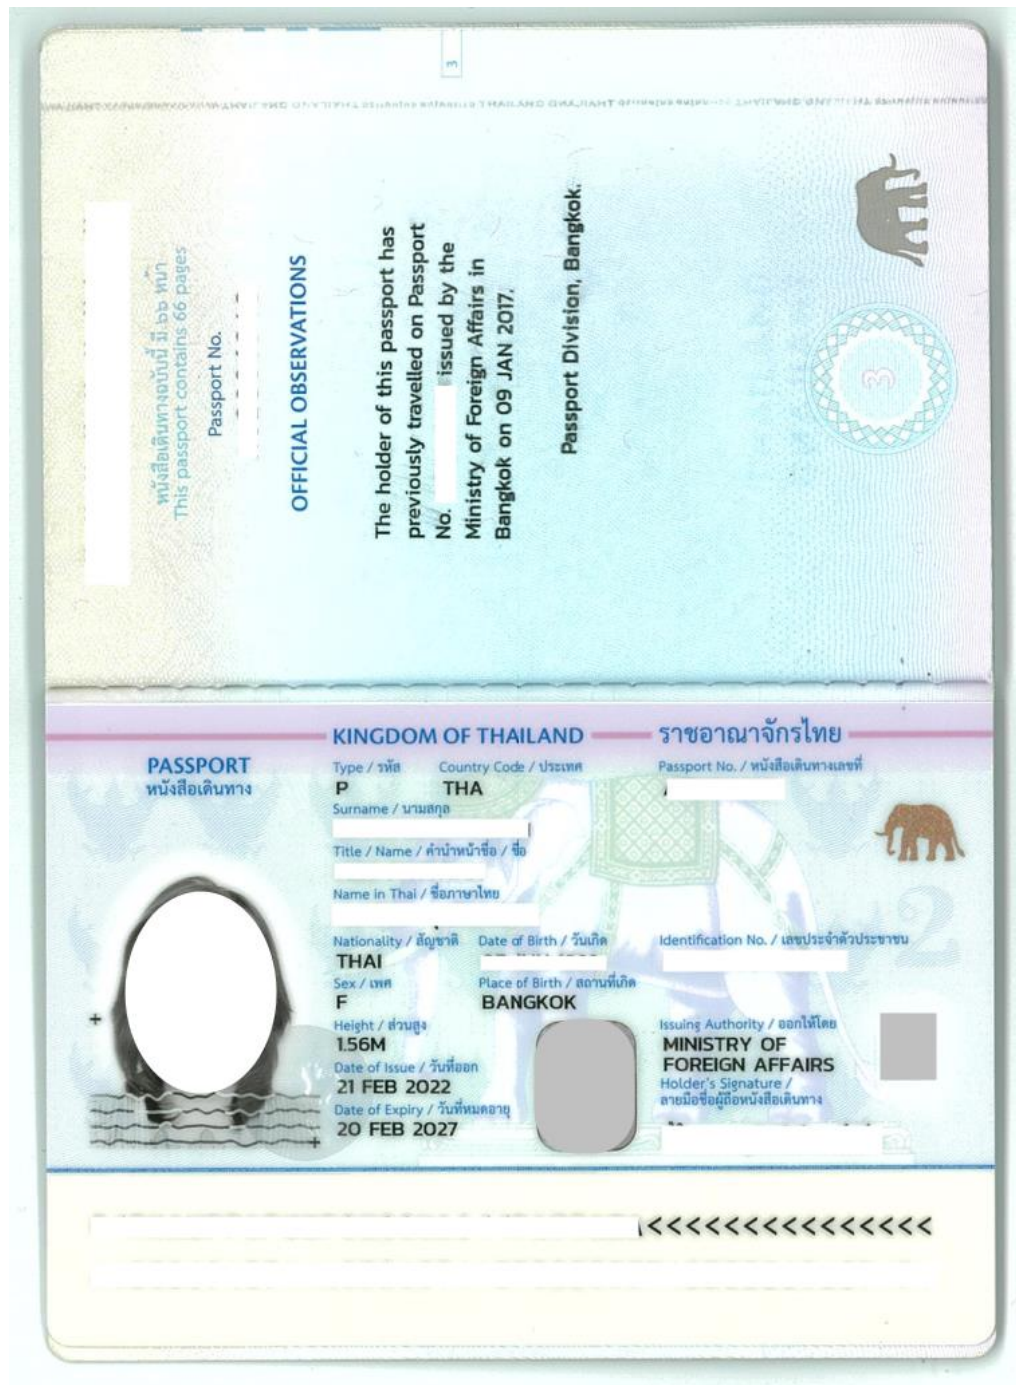 3
หนังสือเดินทางฉบับนี้ มี ๖๖ หน้า
This passport contains 66 pages
Passport No.
OFFICIAL OBSERVATIONS
The holder of this passport has
previously travelled on Passport
No. issued by the
Ministry of Foreign Affairs in
Bangkok on 09 JAN 2017.
Passport Division, Bangkok.
3
KINGDOM OF THAILAND ราชอาณาจักรไทย
PASSPORT
หนังสือเดินทาง
Type / รหัส Country Code / ประเทศ Passport No. / หนังสือเดินทางเลขที่
P THA
Surname / นามสกุล
Title / Name / คำนำหน้าชื่อ / ชื่อ
Name in Thai / ชื่อภาษาไทย
Nationality / สัญชาติ Date of Birth / วันเกิด Identification No. / เลขประจำตัวประชาชน
THAI
Sex / เพศ Place of Birth / สถานที่เกิด
F BANGKOK
Height / ส่วนสูง Issuing Authority / ออกให้โดย
1.56M MINISTRY OF
FOREIGN AFFAIRS
Date of Issue / วันที่ออก Holder's Signature /
21 FEB 2022 ลายมือชื่อผู้ถือหนังสือเดินทาง
Date of Expiry / วันที่หมดอายุ
20 FEB 2027
2
<<<<<<<<<<<<<<<